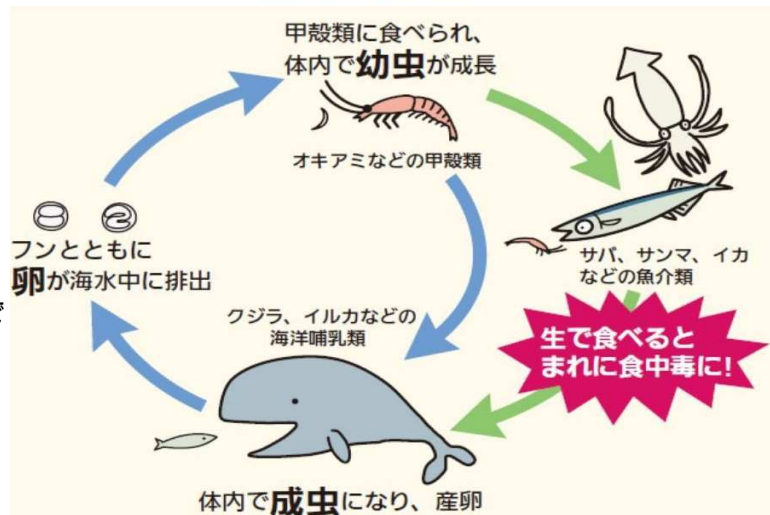 甲殻類に食べられ、
体内で幼虫が成長
オキアミなどの甲殻類
サバ、サンマ、イカ
などの魚介類
生で食べると
まれに食中毒に!
フンとともに
卵が海水中に排出
で
クジラ、イルカなどの
海洋哺乳類
体内で成虫になり、産卵